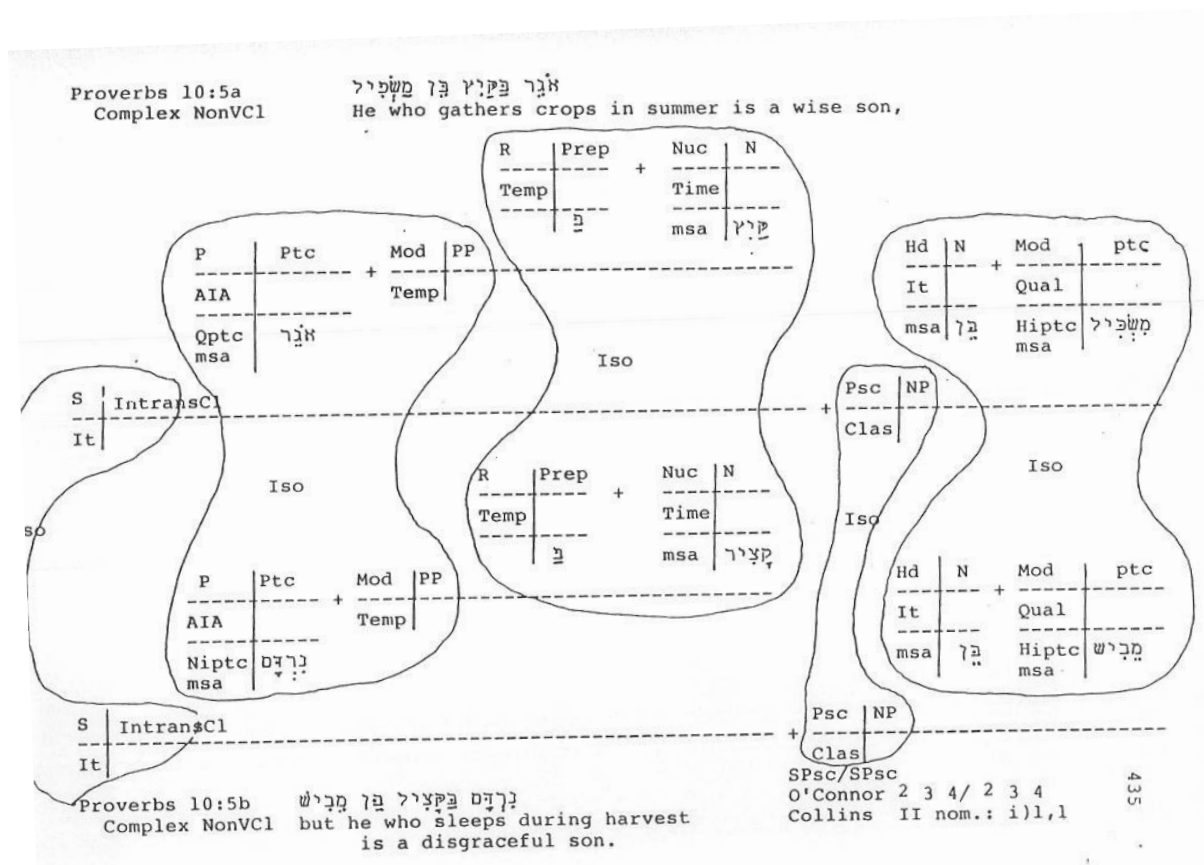 Proverbs 10:5a אֹגֵר בַּקַּיִץ בֵּן מַשְׂפִּיל
Complex NonVCl He who gathers crops in summer is a wise son,
R Prep + Nuc N
Temp Time
בַּ msa קַּיִץ
P Ptc + Mod PP
AIA Temp
Qptc אֹגֵר
msa
Hd N + Mod ptc
It Qual
msa בֵּן Hiptc מַשְׂכִּיל
msa
Iso
S IntransCl + Psc NP
It Clas
Iso
Iso
Iso
so
R Prep + Nuc N
Temp Time
בַּ msa קָצִיר
P Ptc + Mod PP
AIA Temp
Niptc נִרְדָּם
msa
Hd N + Mod ptc
It Qual
msa בֵּן Hiptc מֵבִישׁ
msa
S IntransCl + Psc NP
It Clas
SPsc/SPsc
Proverbs 10:5b נִרְדָּם בַּקָּצִיל בֵּן מֵבִישׁ O'Connor 2 3 4/ 2 3 4
Complex NonVCl but he who sleeps during harvest Collins II nom.: i)1,1
is a disgraceful son.
435